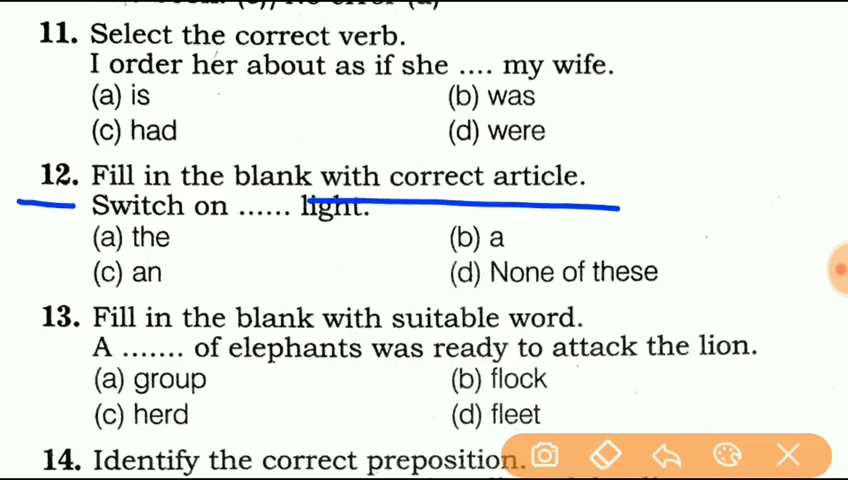 11. Select the correct verb.
I order her about as if she .... my wife.
(a) is (b) was
(c) had (d) were
12. Fill in the blank with correct article.
Switch on ...... light.
(a) the (b) a
(c) an (d) None of these
13. Fill in the blank with suitable word.
A ....... of elephants was ready to attack the lion.
(a) group (b) flock
(c) herd (d) fleet
14. Identify the correct preposition.